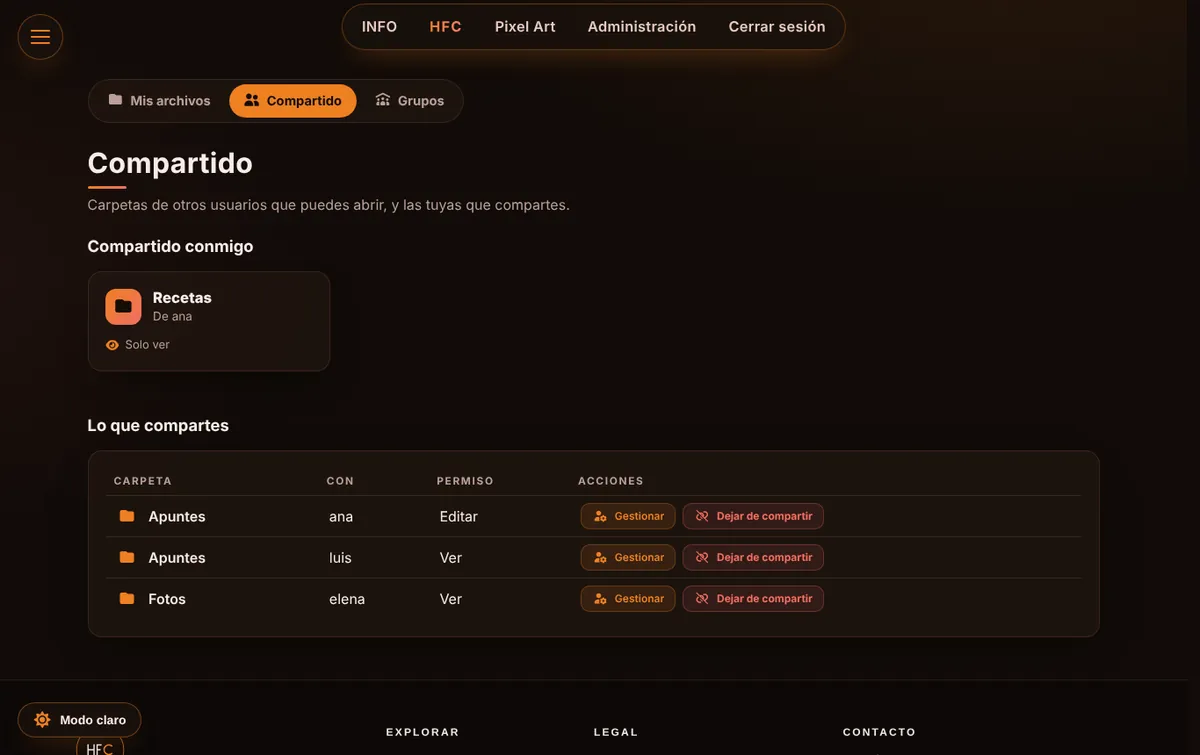 INFO HFC Pixel Art Administración Cerrar sesión
Mis archivos Compartido Grupos
Compartido
Carpetas de otros usuarios que puedes abrir, y las tuyas que compartes.
Compartido conmigo
Recetas
De ana
Solo ver
Lo que compartes
CARPETA CON PERMISO ACCIONES
Apuntes ana Editar Gestionar Dejar de compartir
Apuntes luis Ver Gestionar Dejar de compartir
Fotos elena Ver Gestionar Dejar de compartir
Modo claro
EXPLORAR LEGAL CONTACTO
HFC